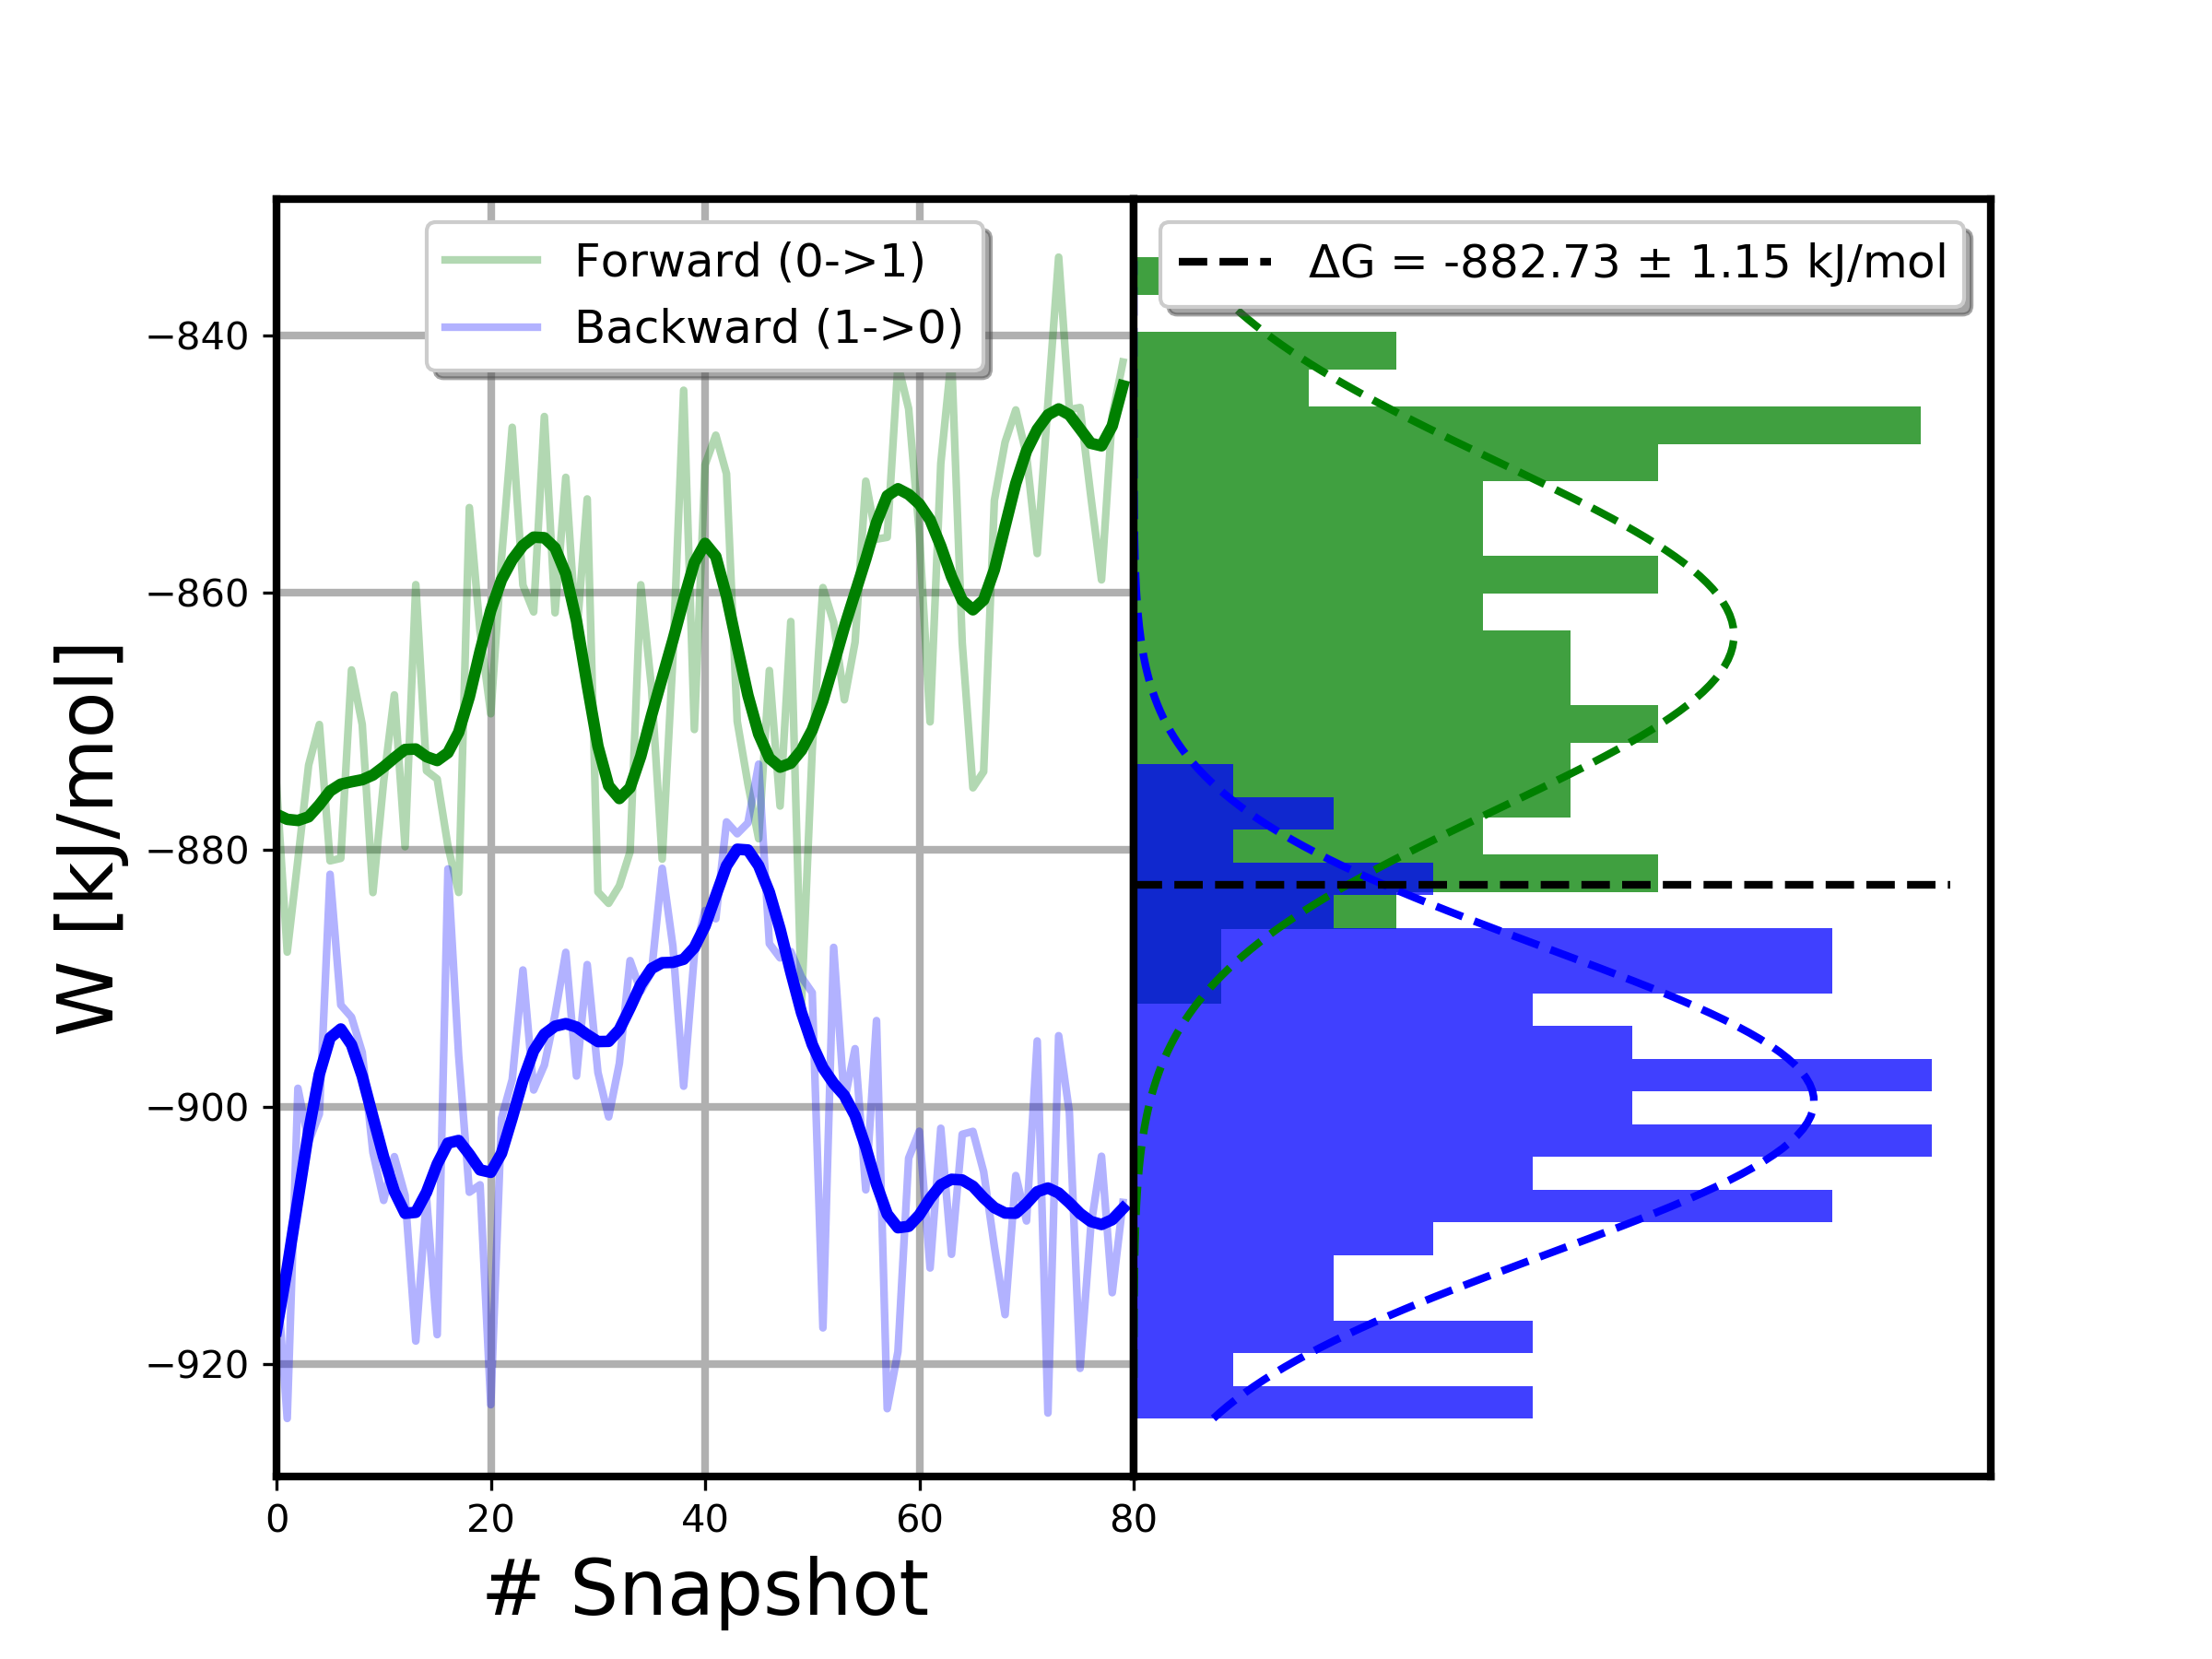 Forward (0->1)
Backward (1->0)
ΔG = -882.73 ± 1.15 kJ/mol
W [kJ/mol]
−840
−860
−880
−900
−920
0 20 40 60 80
# Snapshot